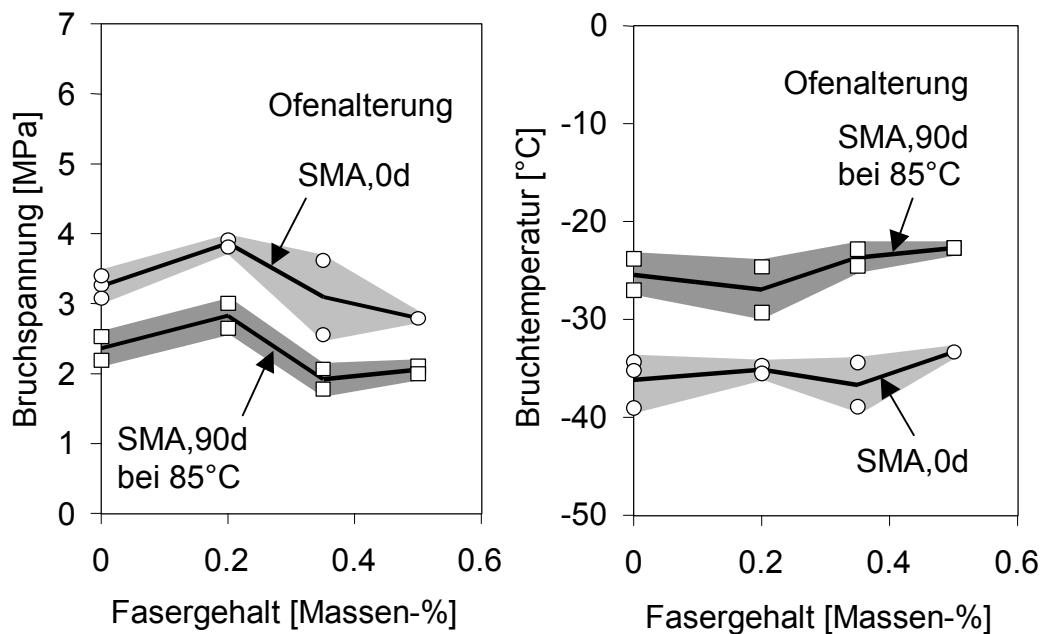 7
6
5
4
3
2
1
0
Bruchspannung [MPa]
Ofenalterung
SMA,0d
SMA,90d
bei 85°C
0
0.2
0.4
0.6
Fasergehalt [Massen-%]
0
-10
-20
-30
-40
-50
Bruchtemperatur [°C]
Ofenalterung
SMA,90d
bei 85°C
SMA,0d
0
0.2
0.4
0.6
Fasergehalt [Massen-%]